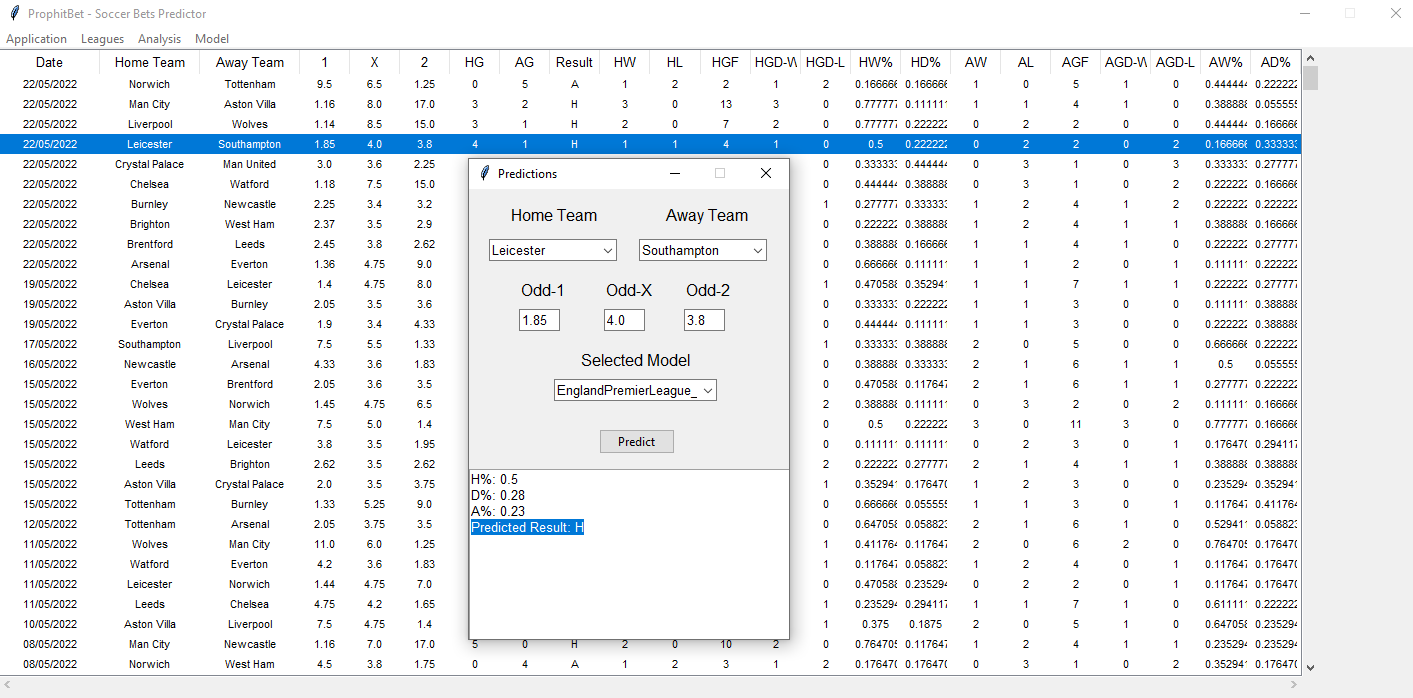 ProphitBet - Soccer Bets Predictor
Application Leagues Analysis Model
Date Home Team Away Team 1 X 2 HG AG Result HW HL HGF HGD-W HGD-L HW% HD% AW AL AGF AGD-W AGD-L AW% AD%
22/05/2022 Norwich Tottenham 9.5 6.5 1.25 0 5 A 1 2 2 1 2 0.166666 0.166666 1 0 5 1 0 0.444444 0.222222
22/05/2022 Man City Aston Villa 1.16 8.0 17.0 3 2 H 3 0 13 3 0 0.777777 0.111111 1 1 4 1 0 0.388888 0.055555
22/05/2022 Liverpool Wolves 1.14 8.5 15.0 3 1 H 2 0 7 2 0 0.777777 0.222222 0 2 2 0 0 0.388888 0.166666
22/05/2022 Leicester Southampton 1.85 4.0 3.8 4 1 H 1 1 4 1 0 0.5 0.222222 0 2 2 0 2 0.166666 0.333333
22/05/2022 Crystal Palace Man United 3.0 3.6 2.25 0 0.333333 0.444444 0 3 1 0 3 0.333333 0.277777
22/05/2022 Chelsea Watford 1.18 7.5 15.0 0 0.444444 0.388888 0 3 1 0 2 0.222222 0.166666
22/05/2022 Burnley Newcastle 2.25 3.4 3.2 1 0.277777 0.333333 1 2 4 1 2 0.222222 0.222222
22/05/2022 Brighton West Ham 2.37 3.5 2.9 0 0.222222 0.388888 1 2 4 1 1 0.388888 0.166666
22/05/2022 Brentford Leeds 2.45 3.8 2.62 0 0.388888 0.166666 1 1 4 1 0 0.222222 0.277777
22/05/2022 Arsenal Everton 1.36 4.75 9.0 0 0.666666 0.111111 1 1 2 1 0 0.111111 0.222222
19/05/2022 Chelsea Leicester 1.4 4.75 8.0 1 0.470588 0.352941 1 1 7 1 1 0.222222 0.277777
19/05/2022 Aston Villa Burnley 2.05 3.5 3.6 0 0.333333 0.222222 1 1 3 0 0 0.111111 0.388888
19/05/2022 Everton Crystal Palace 1.9 3.4 4.33 0 0.444444 0.111111 1 1 3 0 0 0.222222 0.388888
17/05/2022 Southampton Liverpool 7.5 5.5 1.33 1 0.333333 0.388888 2 0 5 0 0 0.666666 0.222222
16/05/2022 Newcastle Arsenal 4.33 3.6 1.83 0 0.388888 0.333333 2 1 6 1 1 0.5 0.055555
15/05/2022 Everton Brentford 2.05 3.6 3.5 0 0.470588 0.117647 2 1 6 1 1 0.277777 0.222222
15/05/2022 Wolves Norwich 1.45 4.75 6.5 2 0.388888 0.111111 0 3 2 0 2 0.111111 0.166666
15/05/2022 West Ham Man City 7.5 5.0 1.4 0 0.5 0.222222 3 0 11 3 0 0.777777 0.166666
15/05/2022 Watford Leicester 3.8 3.5 1.95 0 0.111111 0.111111 0 2 3 0 1 0.176470 0.294117
15/05/2022 Leeds Brighton 2.62 3.5 2.62 2 0.222222 0.277777 2 1 4 1 1 0.388888 0.388888
15/05/2022 Aston Villa Crystal Palace 2.0 3.5 3.75 0 0.352941 0.176470 1 2 3 0 0 0.235294 0.352941
15/05/2022 Tottenham Burnley 1.33 5.25 9.0 0 0.666666 0.055555 1 1 3 1 0 0.117647 0.411764
12/05/2022 Tottenham Arsenal 2.05 3.75 3.5 0 0.647058 0.058823 2 1 6 1 0 0.529411 0.058823
11/05/2022 Wolves Man City 11.0 6.0 1.25 1 0.411764 0.117647 2 0 6 2 0 0.764705 0.176470
11/05/2022 Watford Everton 4.2 3.6 1.83 1 0.117647 0.058823 1 2 4 0 1 0.117647 0.176470
11/05/2022 Leicester Norwich 1.44 4.75 7.0 0 0.470588 0.235294 0 2 2 0 1 0.117647 0.176470
11/05/2022 Leeds Chelsea 4.75 4.2 1.65 1 0.235294 0.294117 1 1 7 1 0 0.611111 0.222222
10/05/2022 Aston Villa Liverpool 7.5 4.75 1.4 1 0.375 0.1875 2 0 5 1 0 0.647058 0.235294
08/05/2022 Man City Newcastle 1.16 7.0 17.0 5 0 H 2 0 10 2 0 0.764705 0.117647 1 2 4 1 1 0.235294 0.235294
08/05/2022 Norwich West Ham 4.5 3.8 1.75 0 4 A 1 2 3 1 2 0.176470 0.176470 0 3 1 0 2 0.352941 0.176470
Predictions
Home Team Away Team
Leicester Southampton
Odd-1 Odd-X Odd-2
1.85 4.0 3.8
Selected Model
EnglandPremierLeague_
Predict
H%: 0.5
D%: 0.28
A%: 0.23
Predicted Result: H